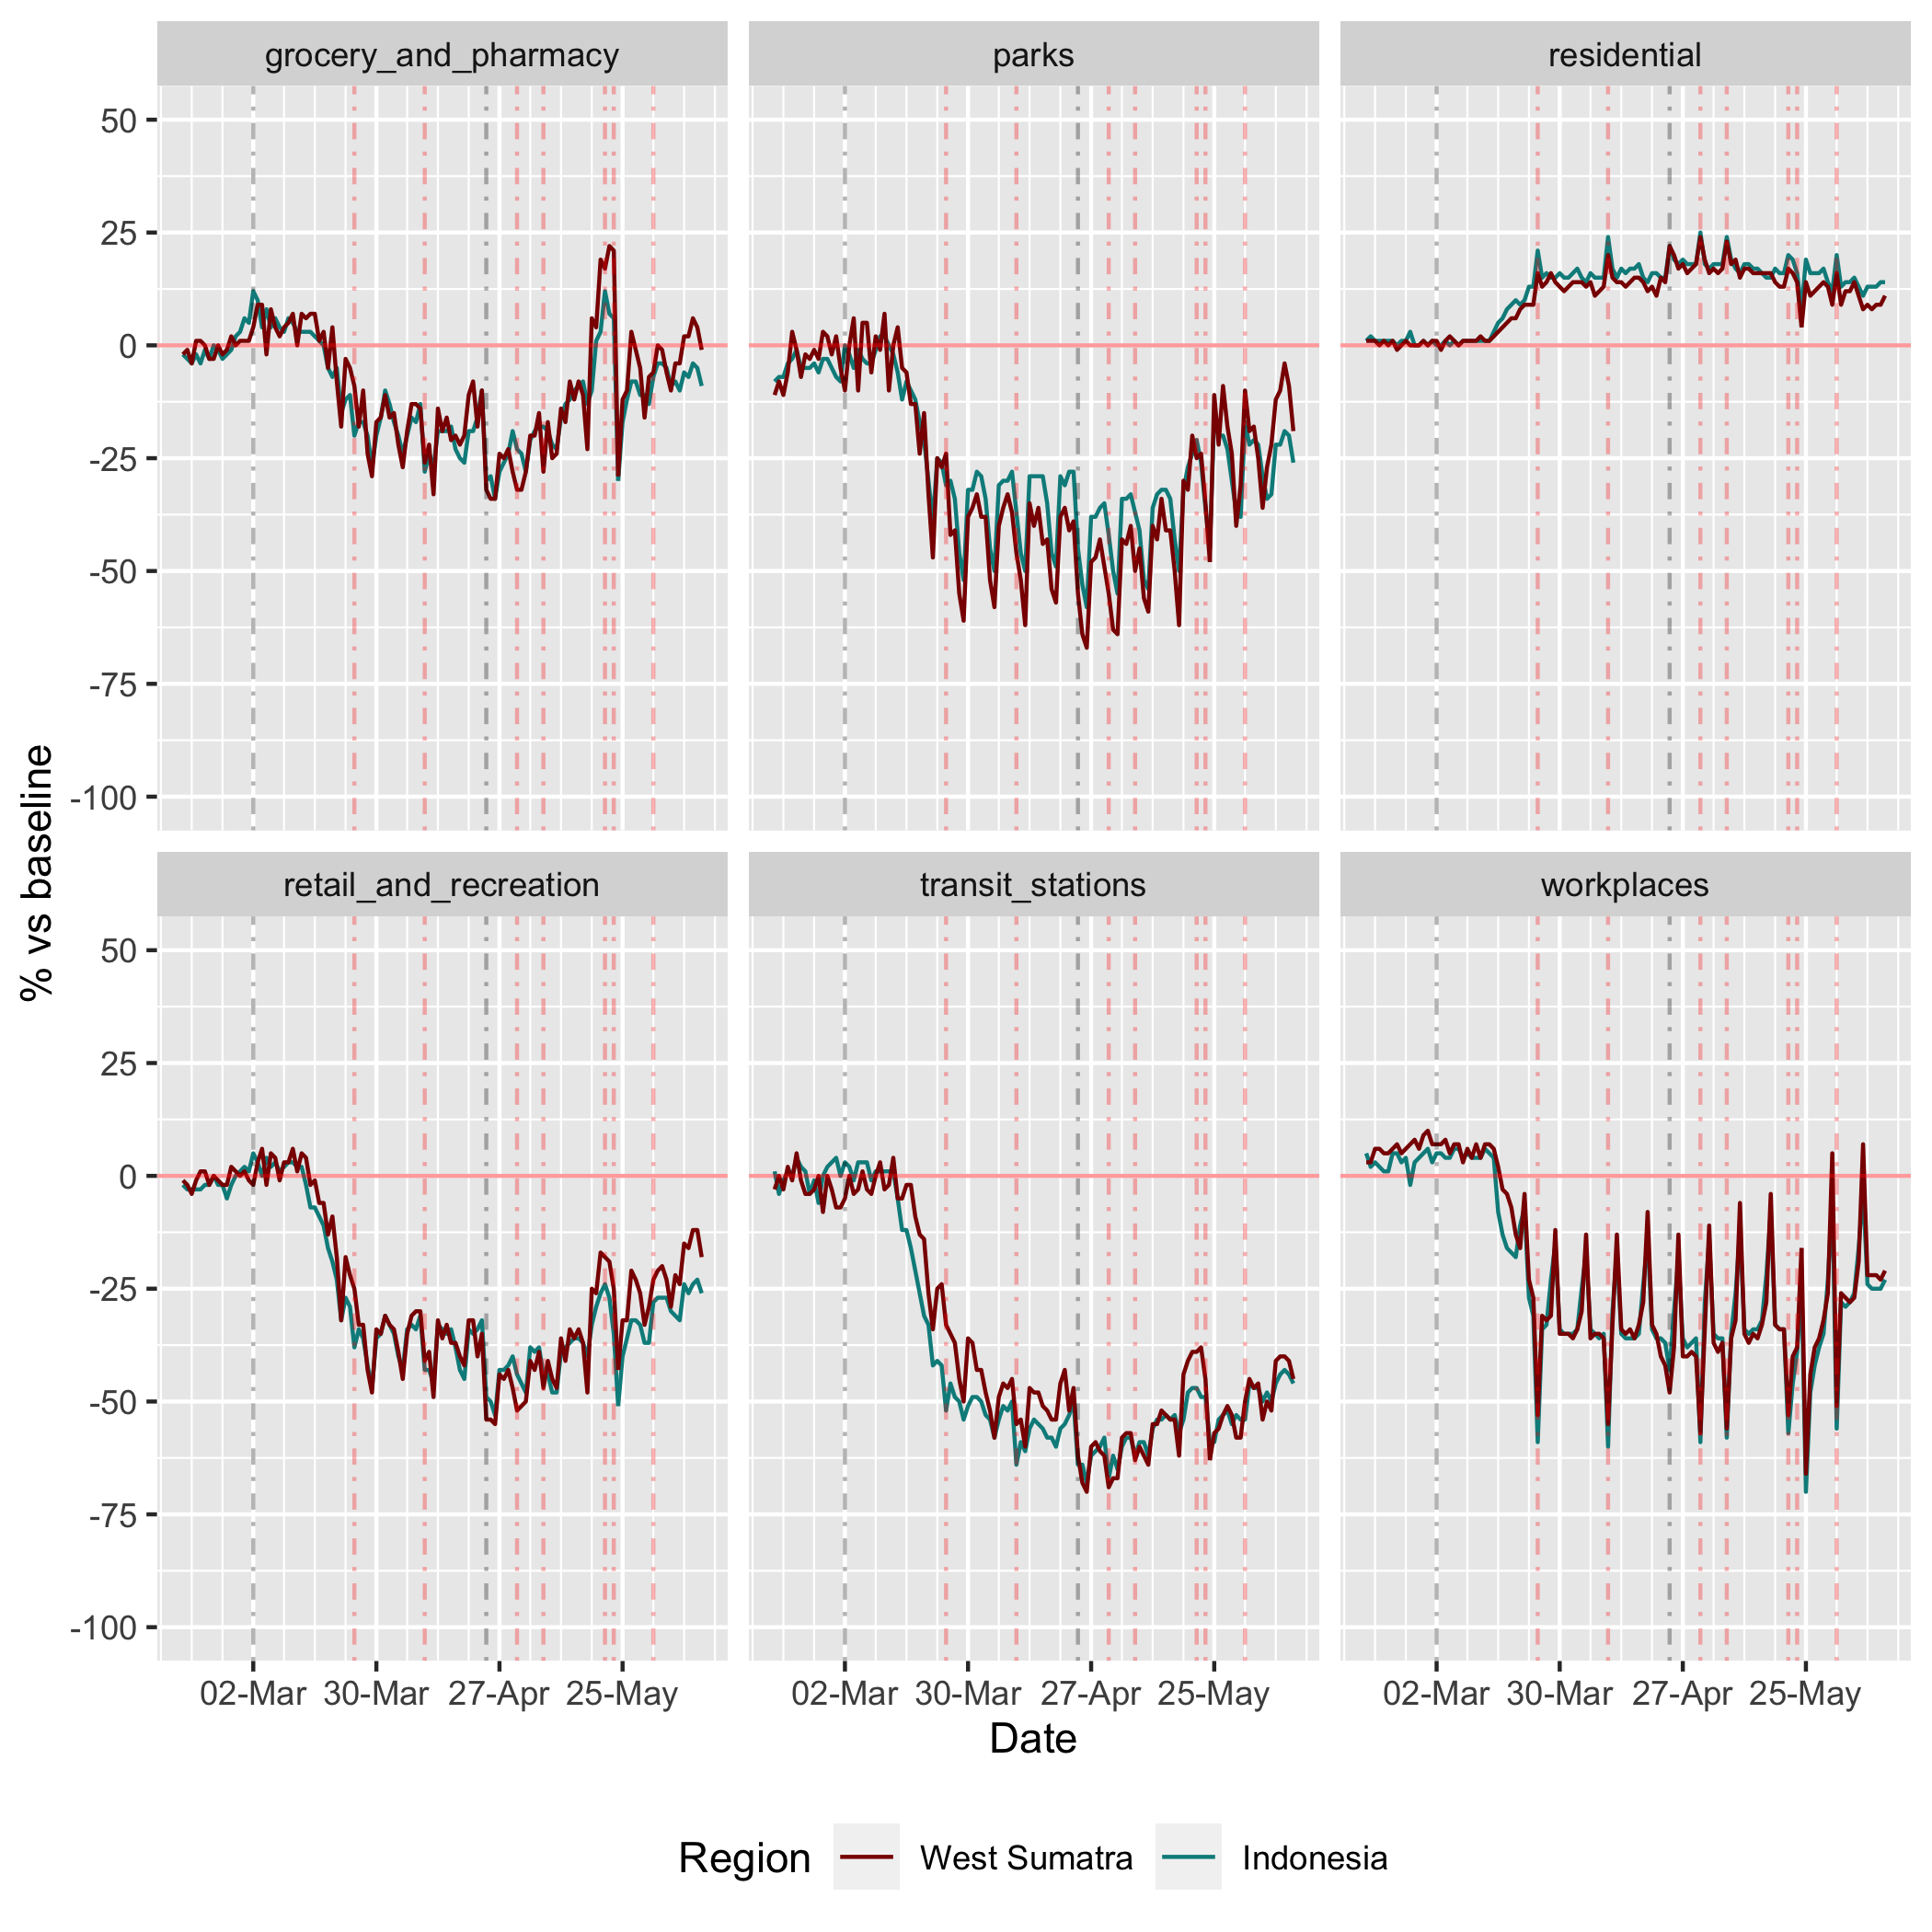 grocery_and_pharmacy parks residential
50
25
0
-25
-50
-75
-100
% vs baseline
retail_and_recreation transit_stations workplaces
50
25
0
-25
-50
-75
-100
02-Mar 30-Mar 27-Apr 25-May 02-Mar 30-Mar 27-Apr 25-May 02-Mar 30-Mar 27-Apr 25-May
Date
Region West Sumatra Indonesia